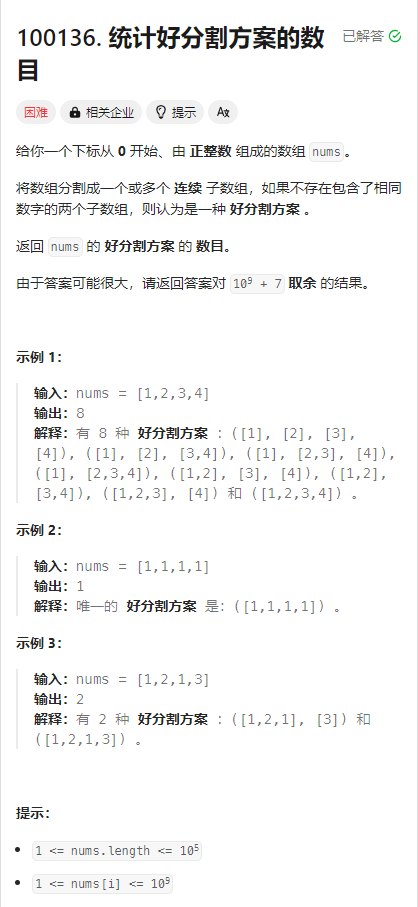 100136. 统计好分割方案的数
目
已解答
困难 相关企业 提示
给你一个下标从 0 开始、由 正整数 组成的数组 nums。
将数组分割成一个或多个 连续 子数组，如果不存在包含了相同
数字的两个子数组，则认为是一种 好分割方案 。
返回 nums 的 好分割方案 的 数目。
由于答案可能很大，请返回答案对 10⁹ + 7 取余 的结果。
示例 1：
输入：nums = [1,2,3,4]
输出：8
解释：有 8 种 好分割方案 ：([1], [2], [3],
[4]), ([1], [2], [3,4]), ([1], [2,3], [4]),
([1], [2,3,4]), ([1,2], [3], [4]), ([1,2],
[3,4]), ([1,2,3], [4]) 和 ([1,2,3,4]) 。
示例 2：
输入：nums = [1,1,1,1]
输出：1
解释：唯一的 好分割方案 是：([1,1,1,1]) 。
示例 3：
输入：nums = [1,2,1,3]
输出：2
解释：有 2 种 好分割方案 ：([1,2,1], [3]) 和
([1,2,1,3]) 。
提示：
1 <= nums.length <= 10⁵
1 <= nums[i] <= 10⁹